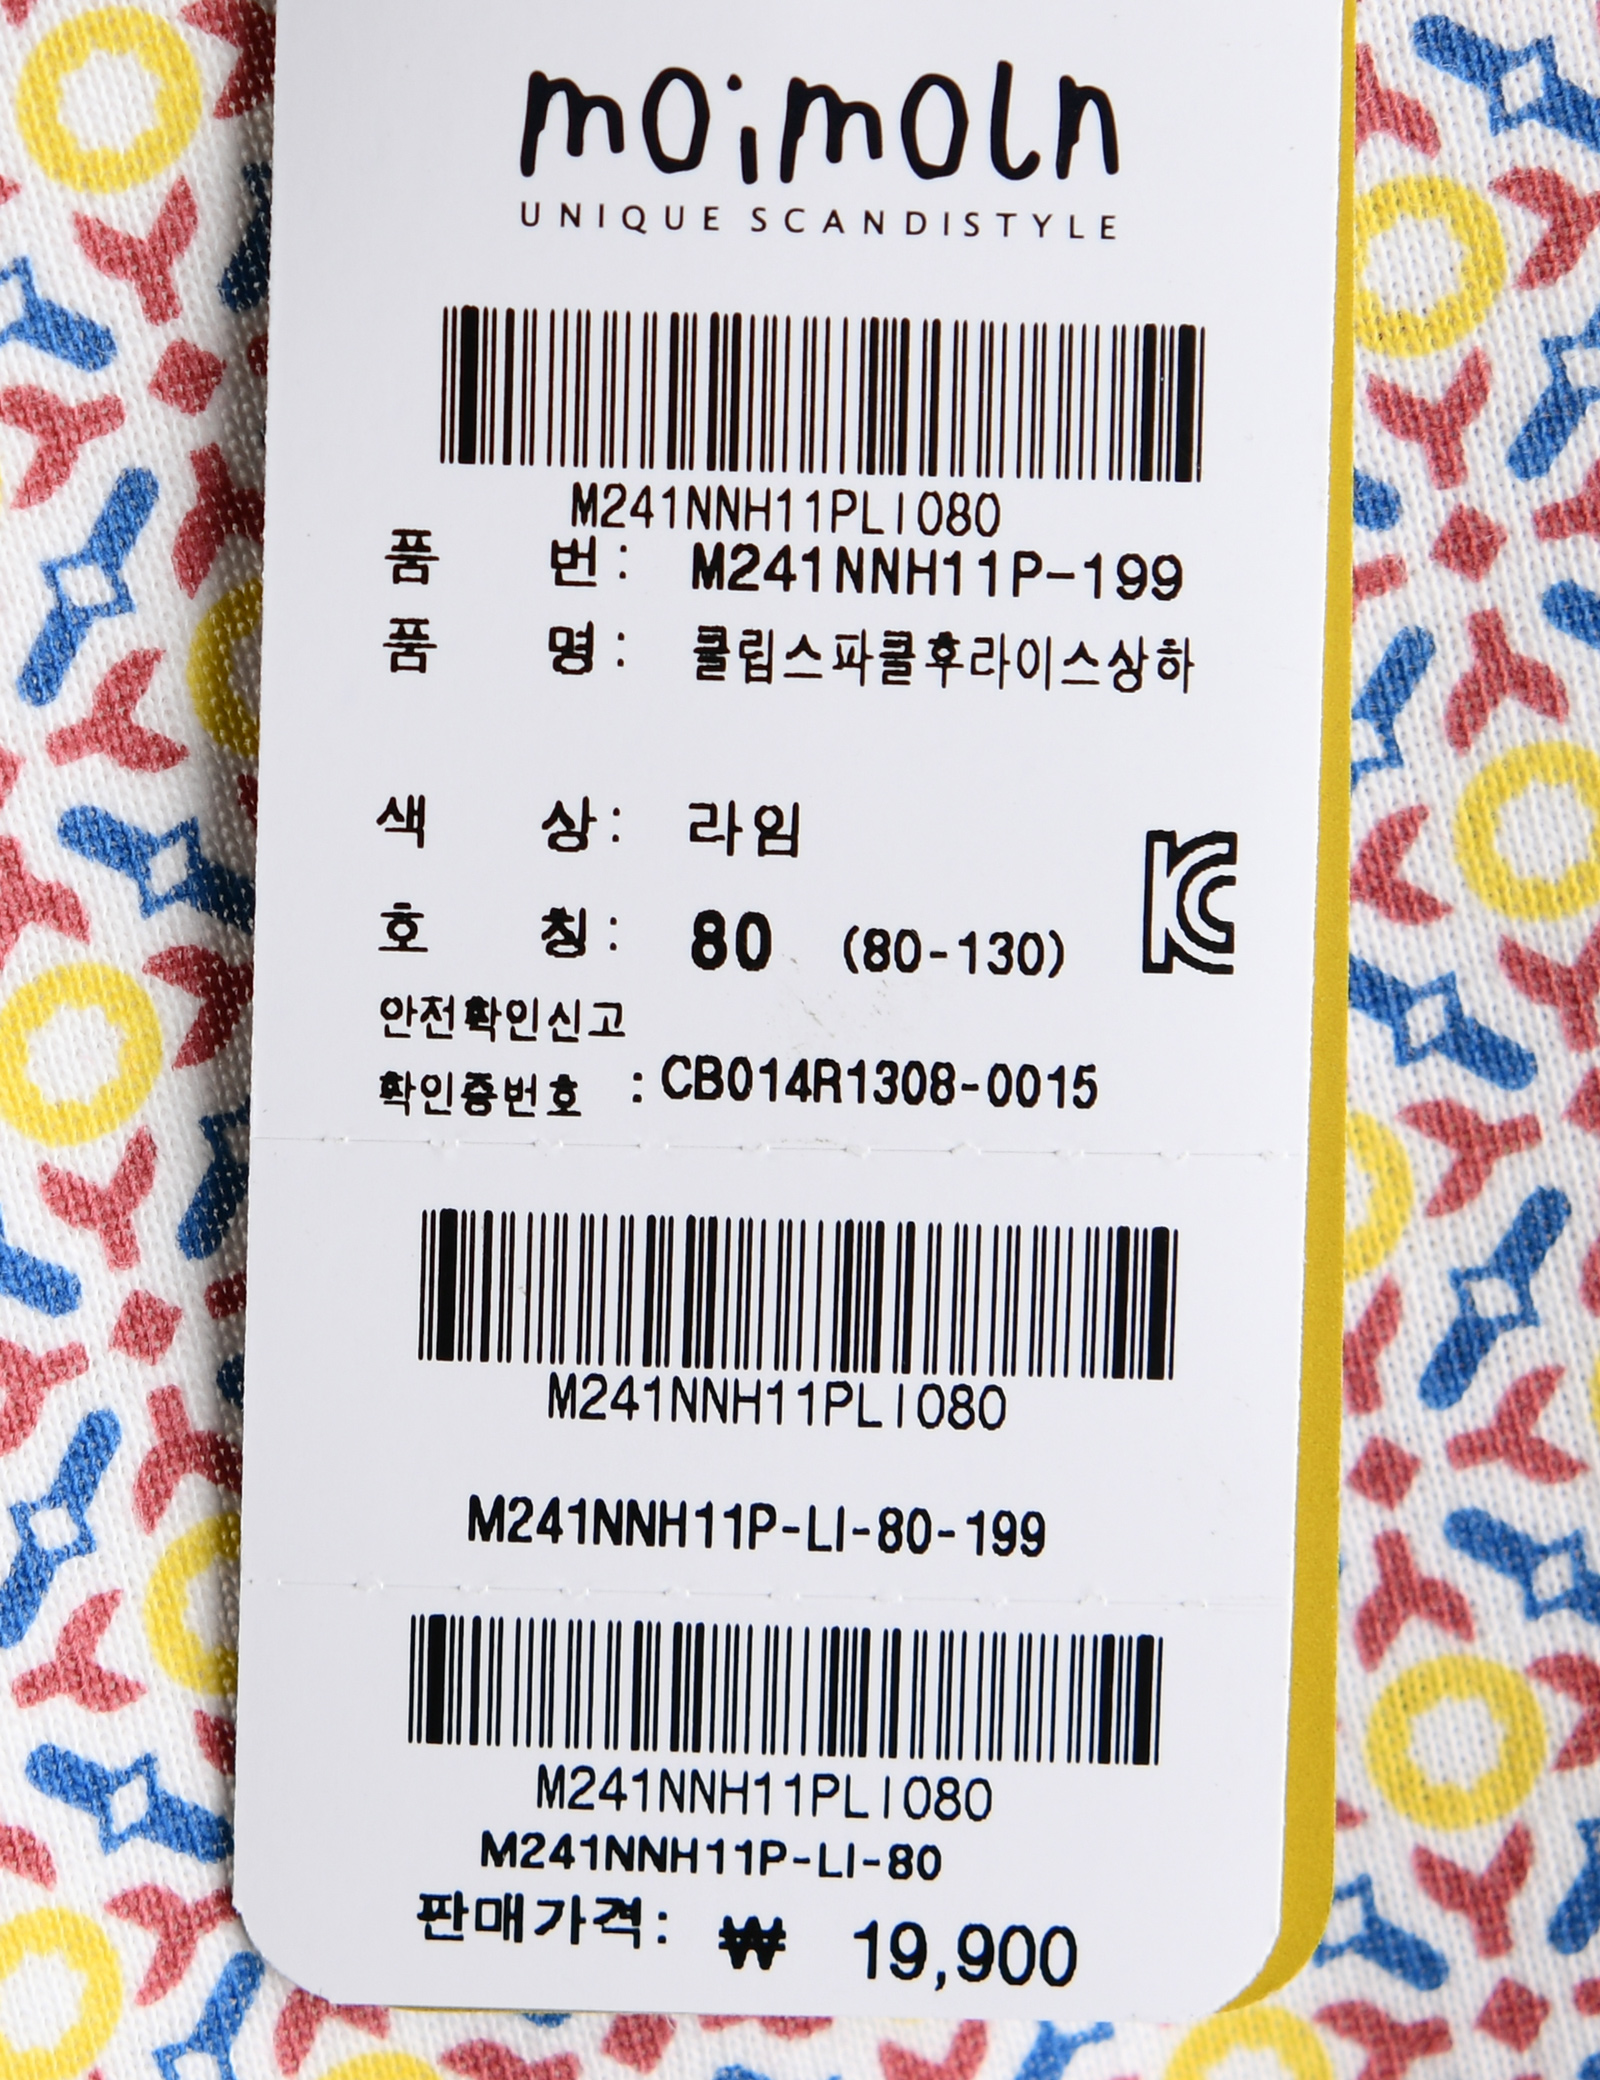 moimoln
UNIQUE SCANDISTYLE
M241NNH11PLI080
품 번 : M241NNH11P-199
품 명 : 쿨립스파클후라이스상하
색 상 : 라임
호 칭 : 80 (80-130)
안전확인신고
확인증번호 : CB014R1308-0015
M241NNH11PLI080
M241NNH11P-LI-80-199
M241NNH11PLI080
M241NNH11P-LI-80
판매가격 : ₩ 19,900